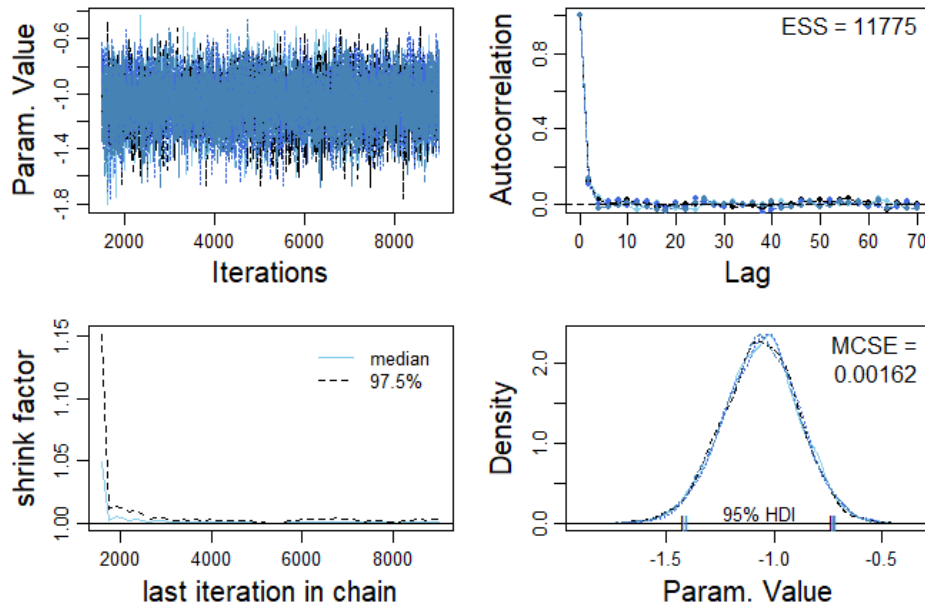 Param. Value
-0.6
-1.0
-1.4
-1.8
2000 4000 6000 8000
Iterations
ESS = 11775
Autocorrelation
0.8
0.4
0.0
0 10 20 30 40 50 60 70
Lag
shrink factor
1.15
1.10
1.05
1.00
median
97.5%
2000 4000 6000 8000
last iteration in chain
MCSE =
0.00162
Density
2.0
1.0
0.0
95% HDI
-1.5 -1.0 -0.5
Param. Value